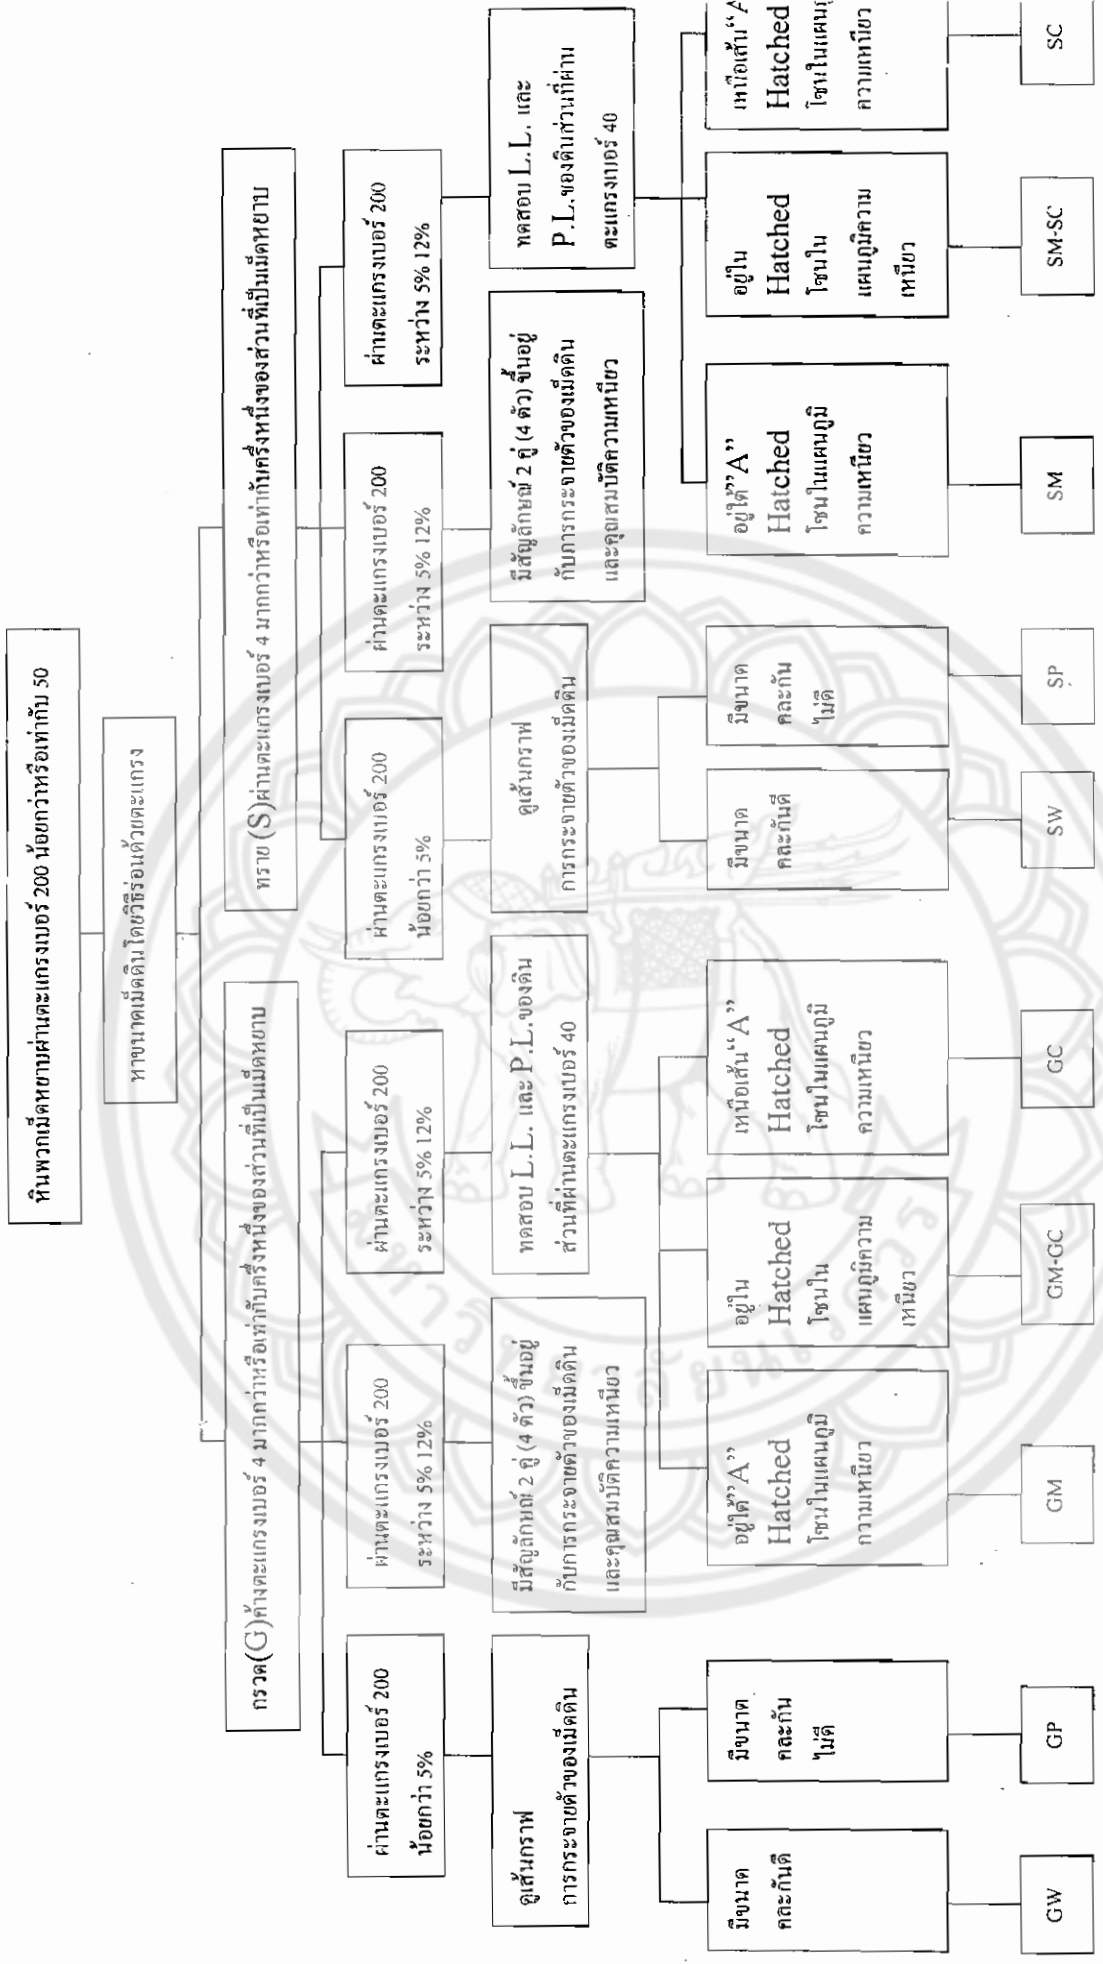 หินพวกเม็ดหยาบผ่านตะแกรงเบอร์ 200 น้อยกว่าหรือเท่ากับ 50
หาขนาดเม็ดดินโดยวิธีร่อนด้วยตะแกรง
กรวด(G)ค้างตะแกรงเบอร์ 4 มากกว่าหรือเท่ากับครึ่งหนึ่งของส่วนที่เป็นเม็ดหยาบ
ทราย (S)ผ่านตะแกรงเบอร์ 4 มากกว่าหรือเท่ากับครึ่งหนึ่งของส่วนที่เป็นเม็ดหยาบ
ผ่านตะแกรงเบอร์ 200
น้อยกว่า 5%
ผ่านตะแกรงเบอร์ 200
ระหว่าง 5% 12%
ผ่านตะแกรงเบอร์ 200
ระหว่าง 5% 12%
ผ่านตะแกรงเบอร์ 200
น้อยกว่า 5%
ผ่านตะแกรงเบอร์ 200
ระหว่าง 5% 12%
ผ่านตะแกรงเบอร์ 200
ระหว่าง 5% 12%
ดูเส้นกราฟ
การกระจายตัวของเม็ดดิน
มีสัญลักษณ์ 2 คู่ (4 ตัว) ขึ้นอยู่
กับการกระจายตัวของเม็ดดิน
และคุณสมบัติความเหนียว
ทดสอบ L.L. และ P.L.ของดิน
ส่วนที่ผ่านตะแกรงเบอร์ 40
ดูเส้นกราฟ
การกระจายตัวของเม็ดดิน
มีสัญลักษณ์ 2 คู่ (4 ตัว) ขึ้นอยู่
กับการกระจายตัวของเม็ดดิน
และคุณสมบัติความเหนียว
ทดสอบ L.L. และ
P.L.ของดินส่วนที่ผ่าน
ตะแกรงเบอร์ 40
มีขนาด
คละกันดี
มีขนาด
คละกัน
ไม่ดี
อยู่ใต้”A”
Hatched
โซนในแผนภูมิ
ความเหนียว
อยู่ใน
Hatched
โซนใน
แผนภูมิความ
เหนียว
เหนือเส้น“A”
Hatched
โซนในแผนภูมิ
ความเหนียว
มีขนาด
คละกันดี
มีขนาด
คละกัน
ไม่ดี
อยู่ใต้”A”
Hatched
โซนในแผนภูมิ
ความเหนียว
อยู่ใน
Hatched
โซนใน
แผนภูมิความ
เหนียว
เหนือเส้น“A
Hatched
โซนในแผนภู
ความเหนียว
GW
GP
GM
GM-GC
GC
SW
SP
SM
SM-SC
SC